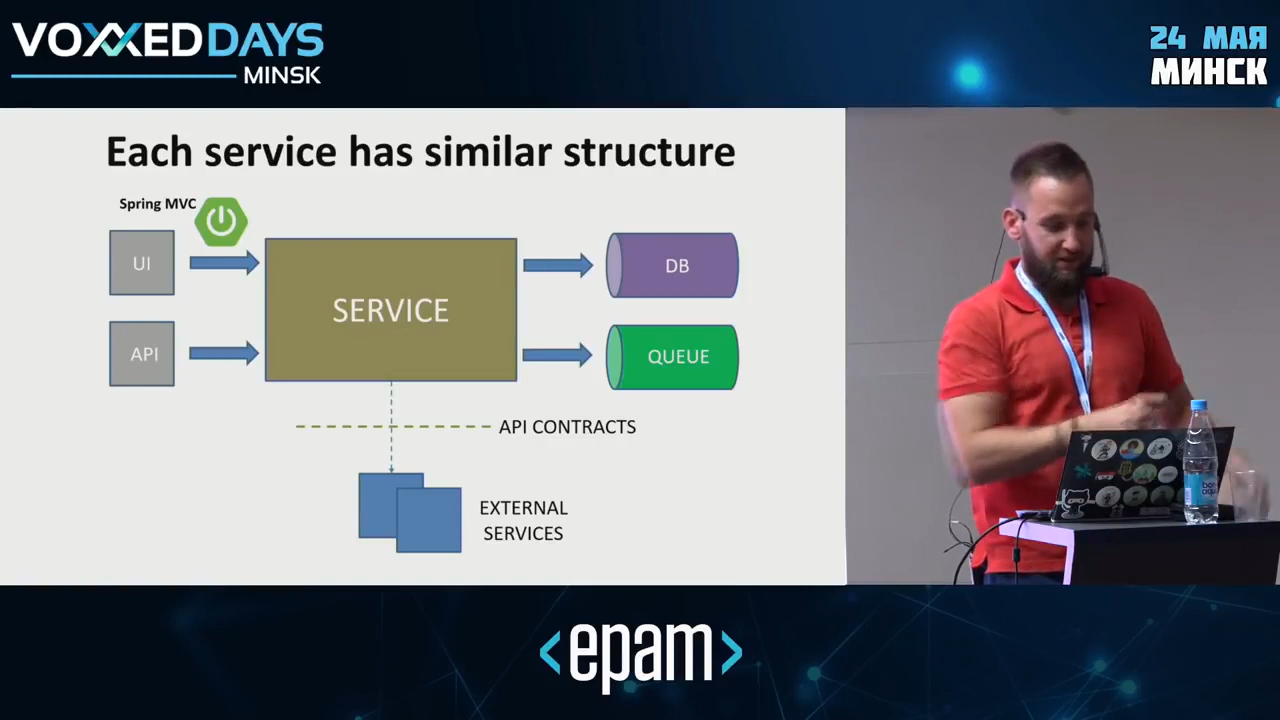 VOXXEDDAYS
MINSK
24 МАЯ
МИНСК
Each service has similar structure
Spring MVC
UI
API
SERVICE
DB
QUEUE
API CONTRACTS
EXTERNAL
SERVICES
<epam>